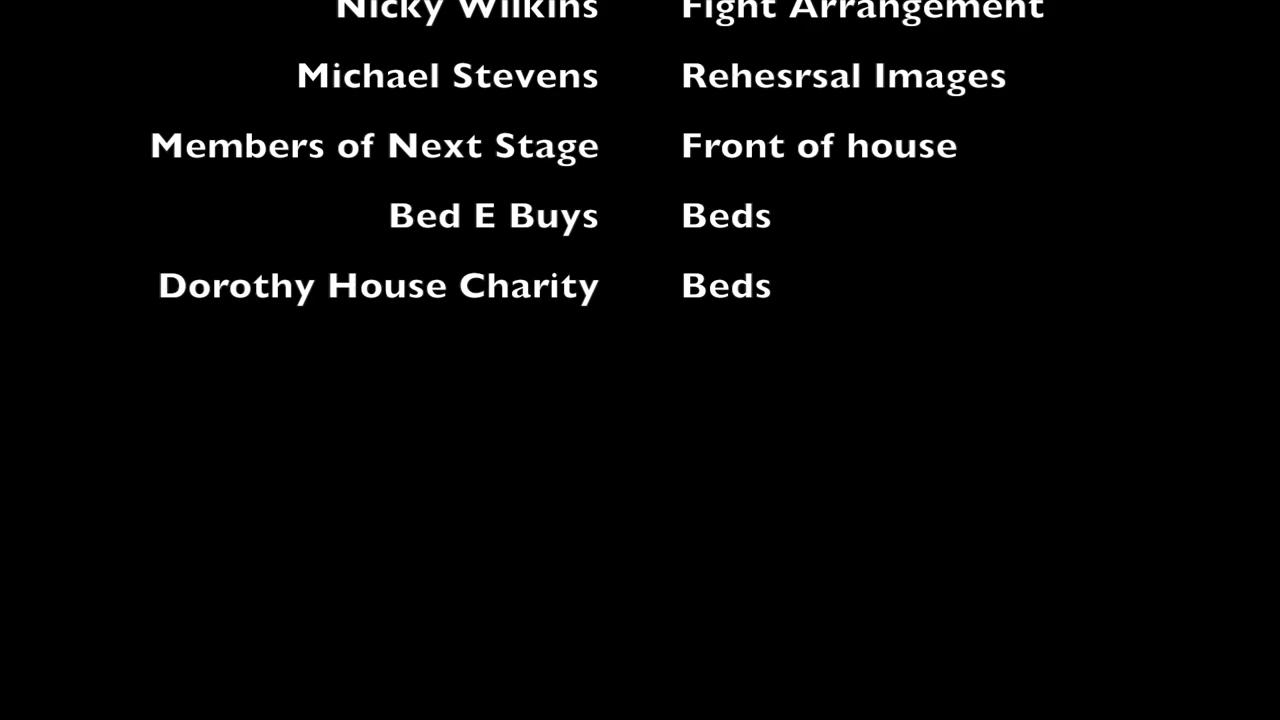 Nicky Wilkins Fight Arrangement
Michael Stevens Rehesrsal Images
Members of Next Stage Front of house
Bed E Buys Beds
Dorothy House Charity Beds